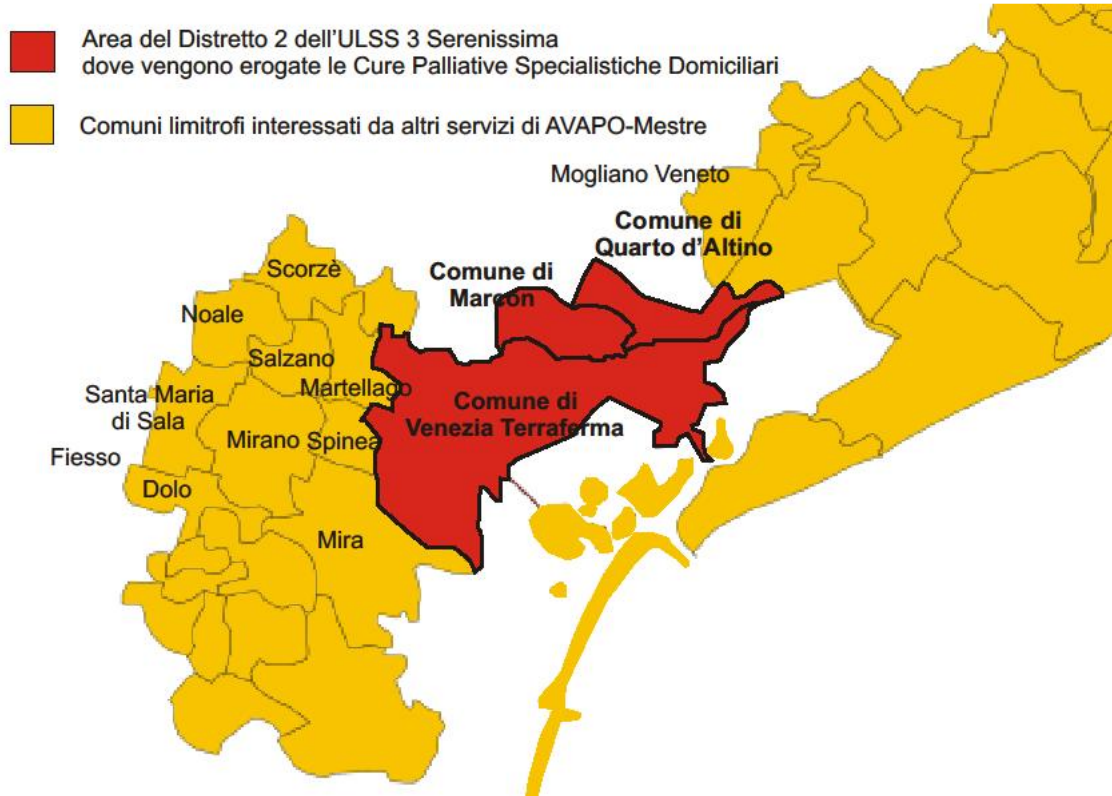 Area del Distretto 2 dell'ULSS 3 Serenissima
dove vengono erogate le Cure Palliative Specialistiche Domiciliari
Comuni limitrofi interessati da altri servizi di AVAPO-Mestre
Mogliano Veneto
Comune di
Quarto d'Altino
Comune di
Marcon
Scorzè
Noale
Salzano
Martellago
Santa Maria
di Sala
Comune di
Venezia Terraferma
Mirano
Spinea
Fiesso
Dolo
Mira